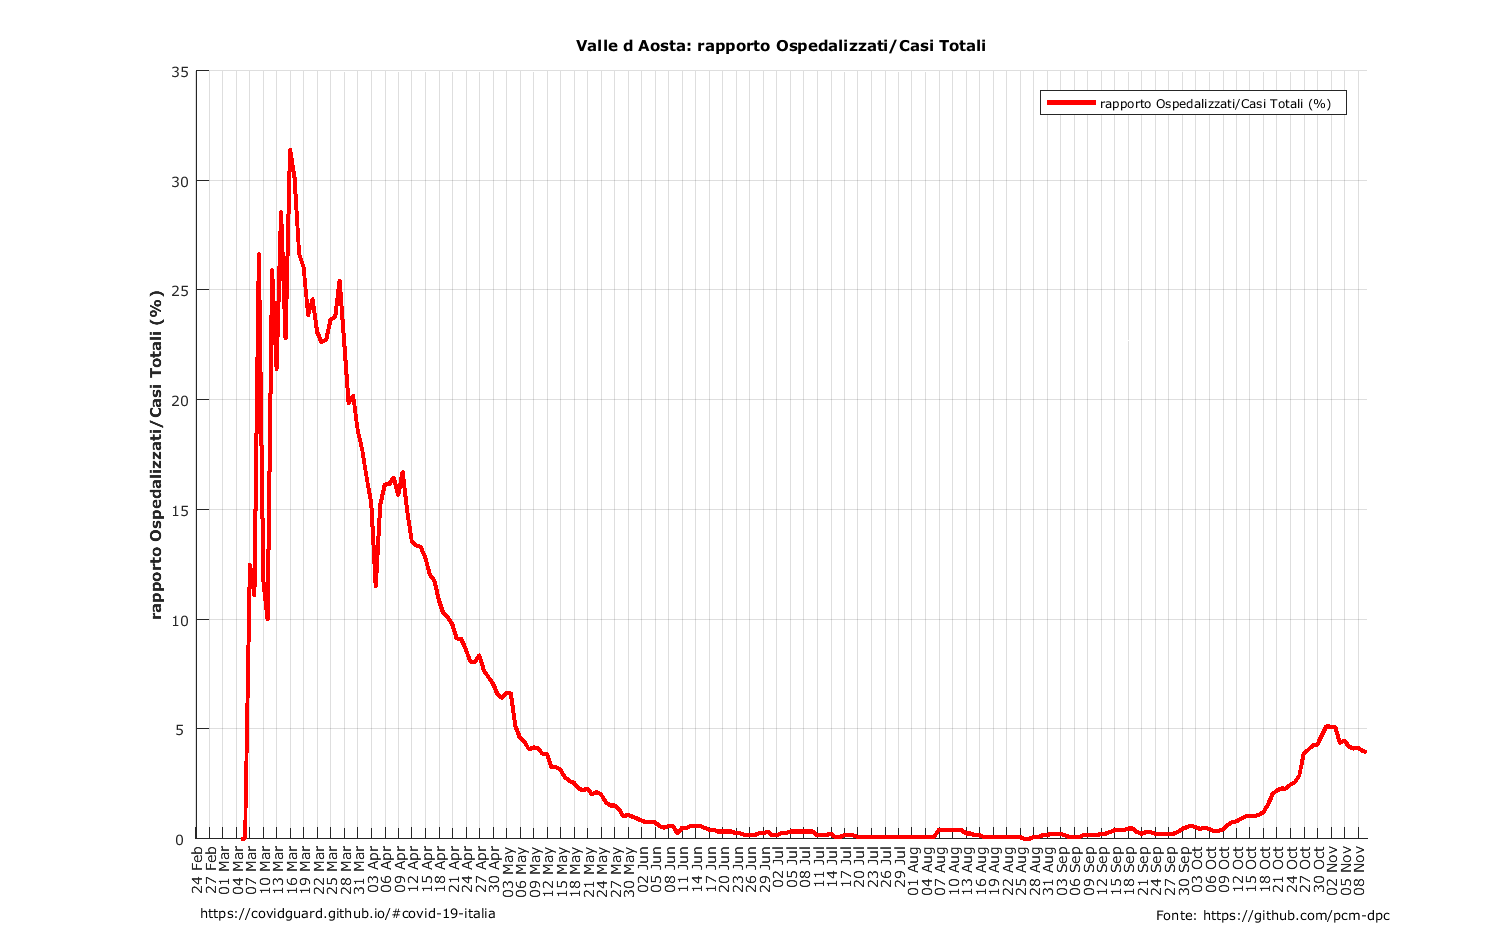 Valle d Aosta: rapporto Ospedalizzati/Casi Totali
rapporto Ospedalizzati/Casi Totali (%)
rapporto Ospedalizzati/Casi Totali (%)
35
30
25
20
15
10
5
0
24 Feb
27 Feb
01 Mar
04 Mar
07 Mar
10 Mar
13 Mar
16 Mar
19 Mar
22 Mar
25 Mar
28 Mar
31 Mar
03 Apr
06 Apr
09 Apr
12 Apr
15 Apr
18 Apr
21 Apr
24 Apr
27 Apr
30 Apr
03 May
06 May
09 May
12 May
15 May
18 May
21 May
24 May
27 May
30 May
02 Jun
05 Jun
08 Jun
11 Jun
14 Jun
17 Jun
20 Jun
23 Jun
26 Jun
29 Jun
02 Jul
05 Jul
08 Jul
11 Jul
14 Jul
17 Jul
20 Jul
23 Jul
26 Jul
29 Jul
01 Aug
04 Aug
07 Aug
10 Aug
13 Aug
16 Aug
19 Aug
22 Aug
25 Aug
28 Aug
31 Aug
03 Sep
06 Sep
09 Sep
12 Sep
15 Sep
18 Sep
21 Sep
24 Sep
27 Sep
30 Sep
03 Oct
06 Oct
09 Oct
12 Oct
15 Oct
18 Oct
21 Oct
24 Oct
27 Oct
30 Oct
02 Nov
05 Nov
08 Nov
https://covidguard.github.io/#covid-19-italia
Fonte: https://github.com/pcm-dpc